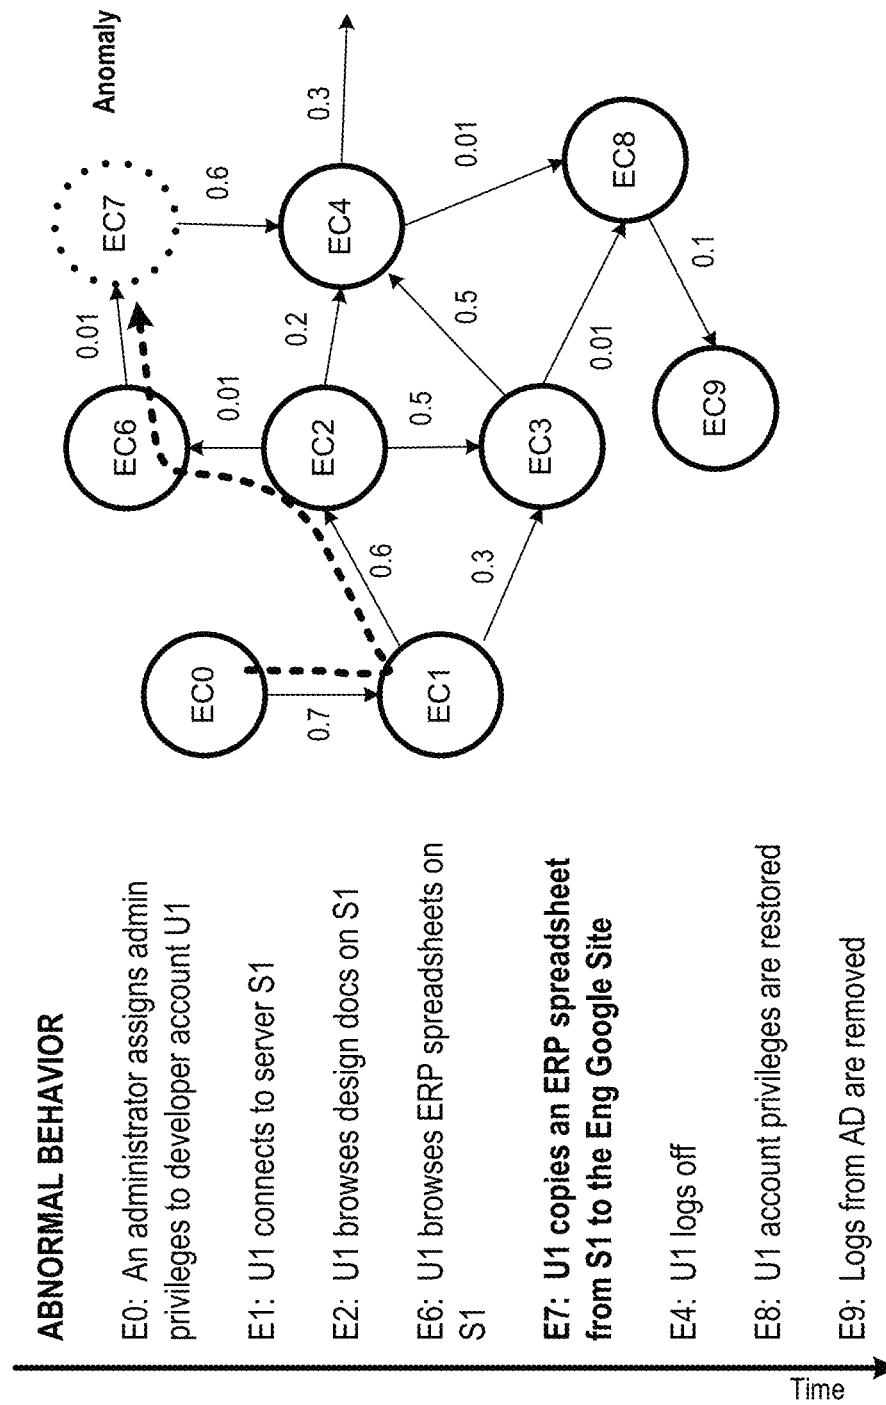 ABNORMAL BEHAVIOR
E0: An administrator assigns admin
privileges to developer account U1
E1: U1 connects to server S1
E2: U1 browses design docs on S1
E6: U1 browses ERP spreadsheets on
S1
E7: U1 copies an ERP spreadsheet
from S1 to the Eng Google Site
E4: U1 logs off
E8: U1 account privileges are restored
E9: Logs from AD are removed
Time
Anomaly
EC0
0.7
EC1
0.6
0.3
EC6
0.01
0.01
EC2
0.2
0.5
EC3
0.5
0.01
EC7
0.6
EC4
0.3
0.01
EC8
0.1
EC9